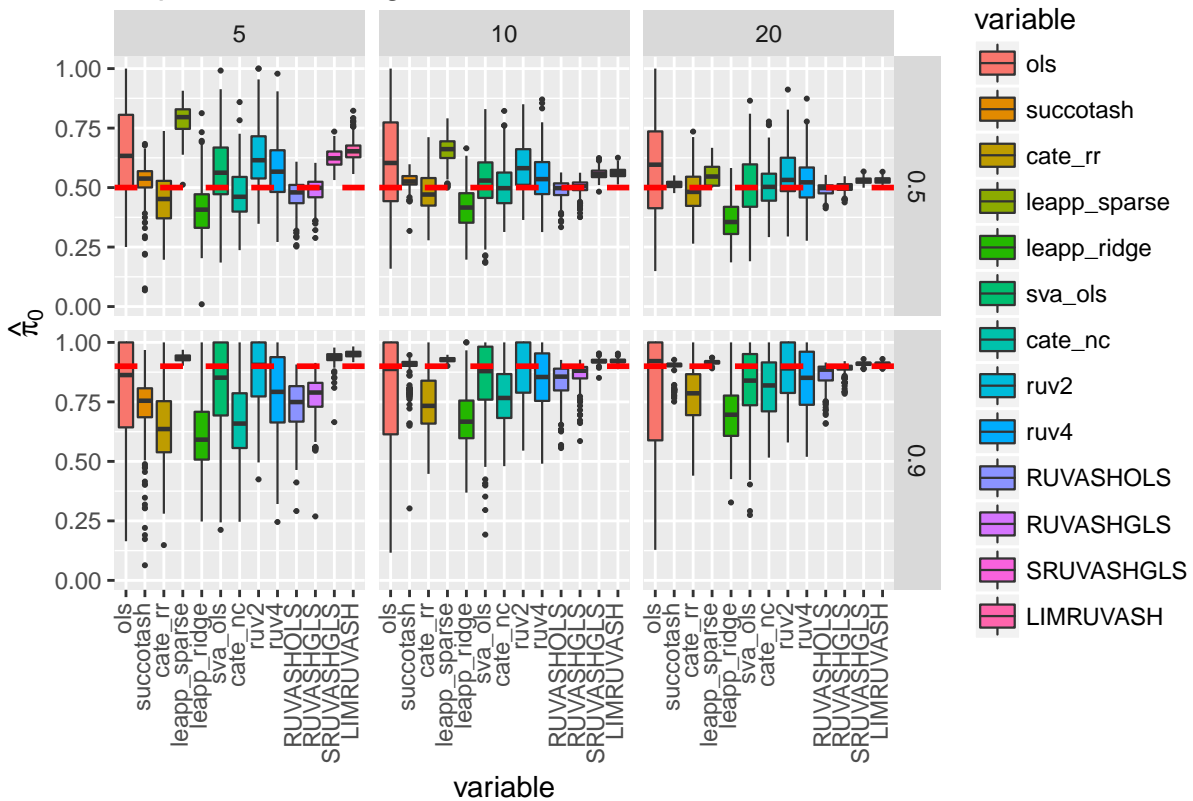 5
10
20
1.00
0.75
0.50
0.25
0.00
0.5
1.00
0.75
0.50
0.25
0.00
0.9
π̂0
ols
succotash
cate_rr
leapp_sparse
leapp_ridge
sva_ols
cate_nc
ruv2
ruv4
RUVASHOLS
RUVASHGLS
SRUVASHGLS
LIMRUVASH
ols
succotash
cate_rr
leapp_sparse
leapp_ridge
sva_ols
cate_nc
ruv2
ruv4
RUVASHOLS
RUVASHGLS
SRUVASHGLS
LIMRUVASH
ols
succotash
cate_rr
leapp_sparse
leapp_ridge
sva_ols
cate_nc
ruv2
ruv4
RUVASHOLS
RUVASHGLS
SRUVASHGLS
LIMRUVASH
variable
variable
ols
succotash
cate_rr
leapp_sparse
leapp_ridge
sva_ols
cate_nc
ruv2
ruv4
RUVASHOLS
RUVASHGLS
SRUVASHGLS
LIMRUVASH